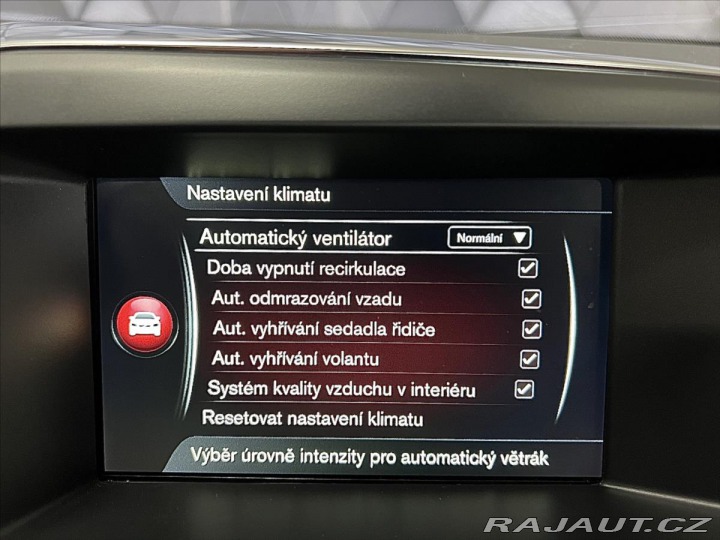 Nastavení klimatu
Automatický ventilátor Normální
Doba vypnutí recirkulace
Aut. odmrazování vzadu
Aut. vyhřívání sedadla řidiče
Aut. vyhřívání volantu
Systém kvality vzduchu v interiéru
Resetovat nastavení klimatu
Výběr úrovně intenzity pro automatický větrák
RAJAUT.CZ